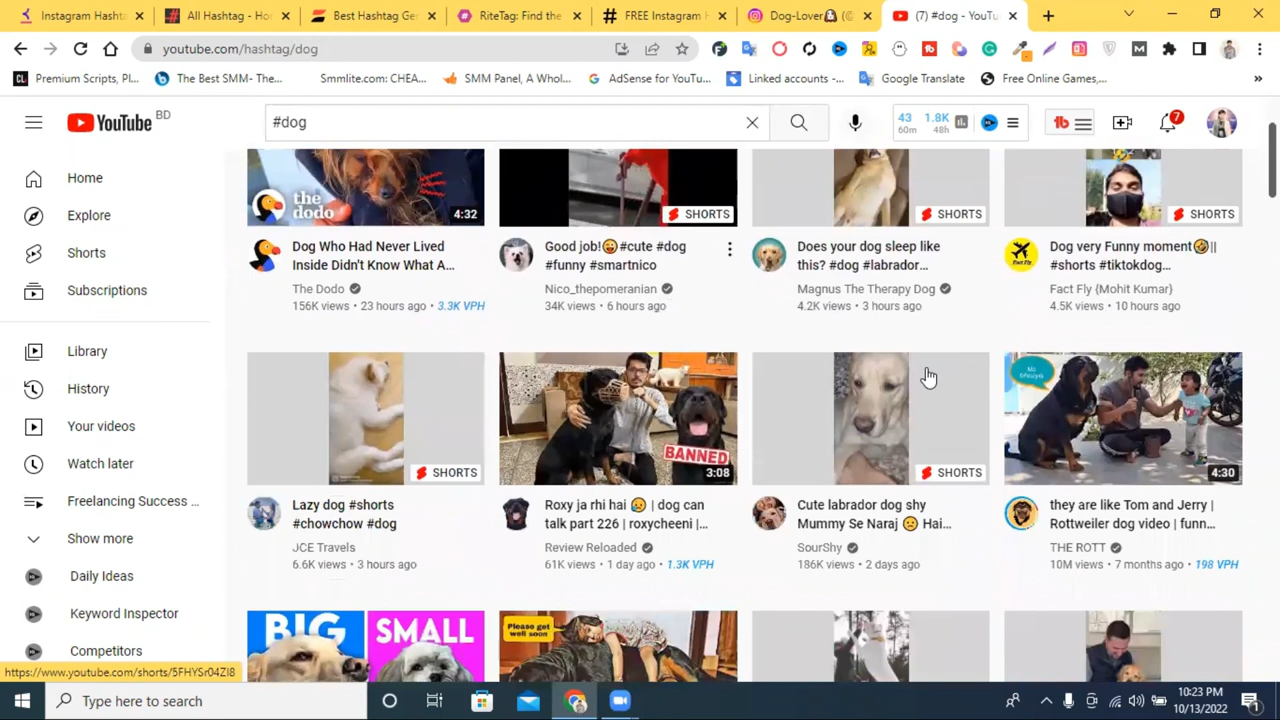 Instagram Hashta
All Hashtag - Hon
Best Hashtag Gen
RiteTag: Find the
FREE Instagram H
Dog-Lover
(7) #dog - YouTu
youtube.com/hashtag/dog
Premium Scripts, Pl...
The Best SMM- The...
Smmlite.com: CHEA...
SMM Panel, A Whol...
AdSense for YouTu...
Linked accounts -...
Google Translate
Free Online Games,...
YouTube BD
#dog
43 60m
1.8K 48h
7
Home
Explore
Shorts
Subscriptions
Library
History
Your videos
Watch later
Freelancing Success ...
Show more
Daily Ideas
Keyword Inspector
Competitors
the dodo
4:32
SHORTS
SHORTS
SHORTS
Dog Who Had Never Lived
Inside Didn't Know What A...
The Dodo
156K views • 23 hours ago • 3.3K VPH
Good job!😜#cute #dog
#funny #smartnico
Nico_thepomeranian
34K views • 6 hours ago
Does your dog sleep like
this? #dog #labrador...
Magnus The Therapy Dog
4.2K views • 3 hours ago
Dog very Funny moment🤣||
#shorts #tiktokdog...
Fact Fly {Mohit Kumar}
4.5K views • 10 hours ago
SHORTS
BANNED
3:08
SHORTS
4:30
Lazy dog #shorts
#chowchow #dog
JCE Travels
6.6K views • 3 hours ago
Roxy ja rhi hai 😥 | dog can
talk part 226 | roxycheeni |...
Review Reloaded
61K views • 1 day ago • 1.3K VPH
Cute labrador dog shy
Mummy Se Naraj ☹ Hai...
SourShy
186K views • 2 days ago
they are like Tom and Jerry |
Rottweiler dog video | funn...
THE ROTT
10M views • 7 months ago • 198 VPH
BIG
SMALL
Please get
well soon
https://www.youtube.com/shorts/5FHYSr04ZI8
Type here to search
10:23 PM
10/13/2022
1